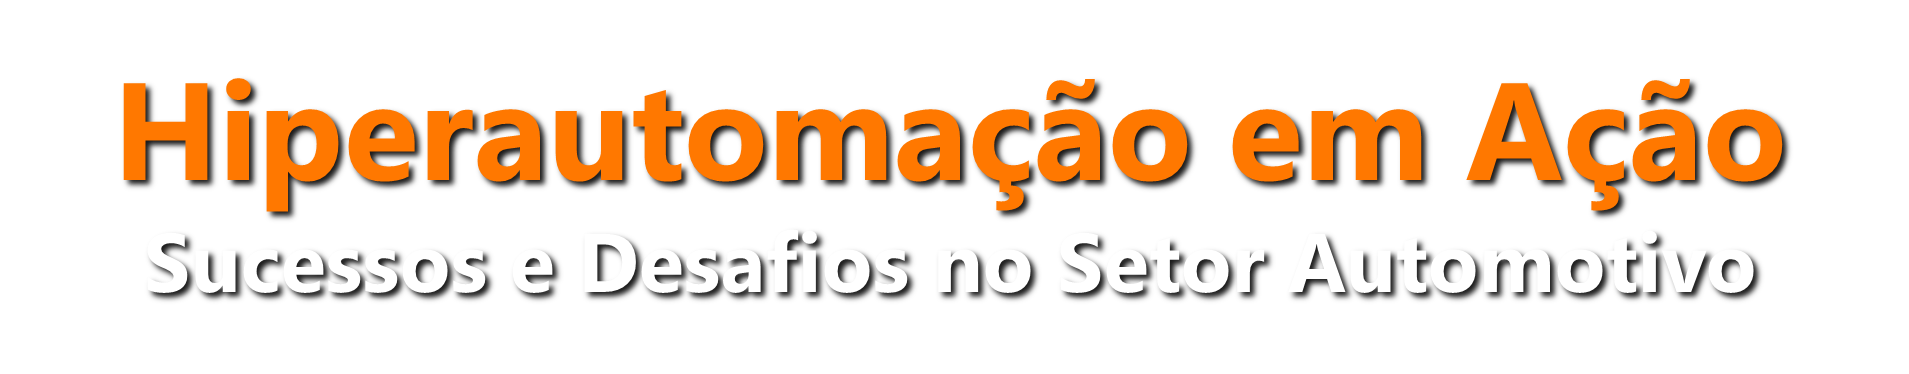 Hiperautomação em Ação
Sucessos e Desafios no Setor Automotivo